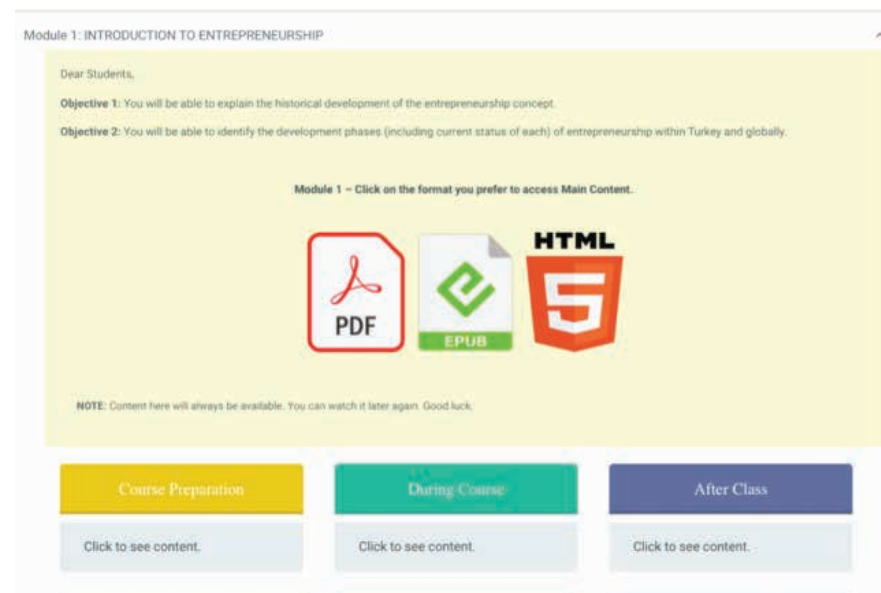 Module 1: INTRODUCTION TO ENTREPRENEURSHIP
Dear Students,
Objective 1: You will be able to explain the historical development of the entrepreneurship concept.
Objective 2: You will be able to identify the development phases (including current status of each) of entrepreneurship within Turkey and globally.
Module 1 – Click on the format you prefer to access Main Content.
HTML
PDF
EPUB
5
NOTE: Content here will always be available. You can watch it later again. Good luck.
Course Preparation
During Course
After Class
Click to see content.
Click to see content.
Click to see content.